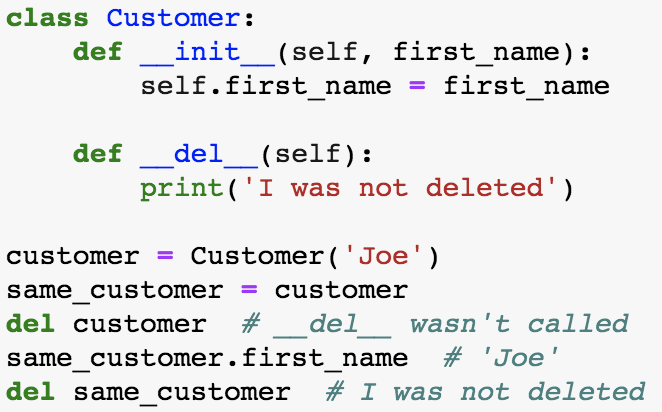 class Customer:
    def __init__(self, first_name):
        self.first_name = first_name

    def __del__(self):
        print('I was not deleted')

customer = Customer('Joe')
same_customer = customer
del customer  # __del__ wasn't called
same_customer.first_name  # 'Joe'
del same_customer  # I was not deleted